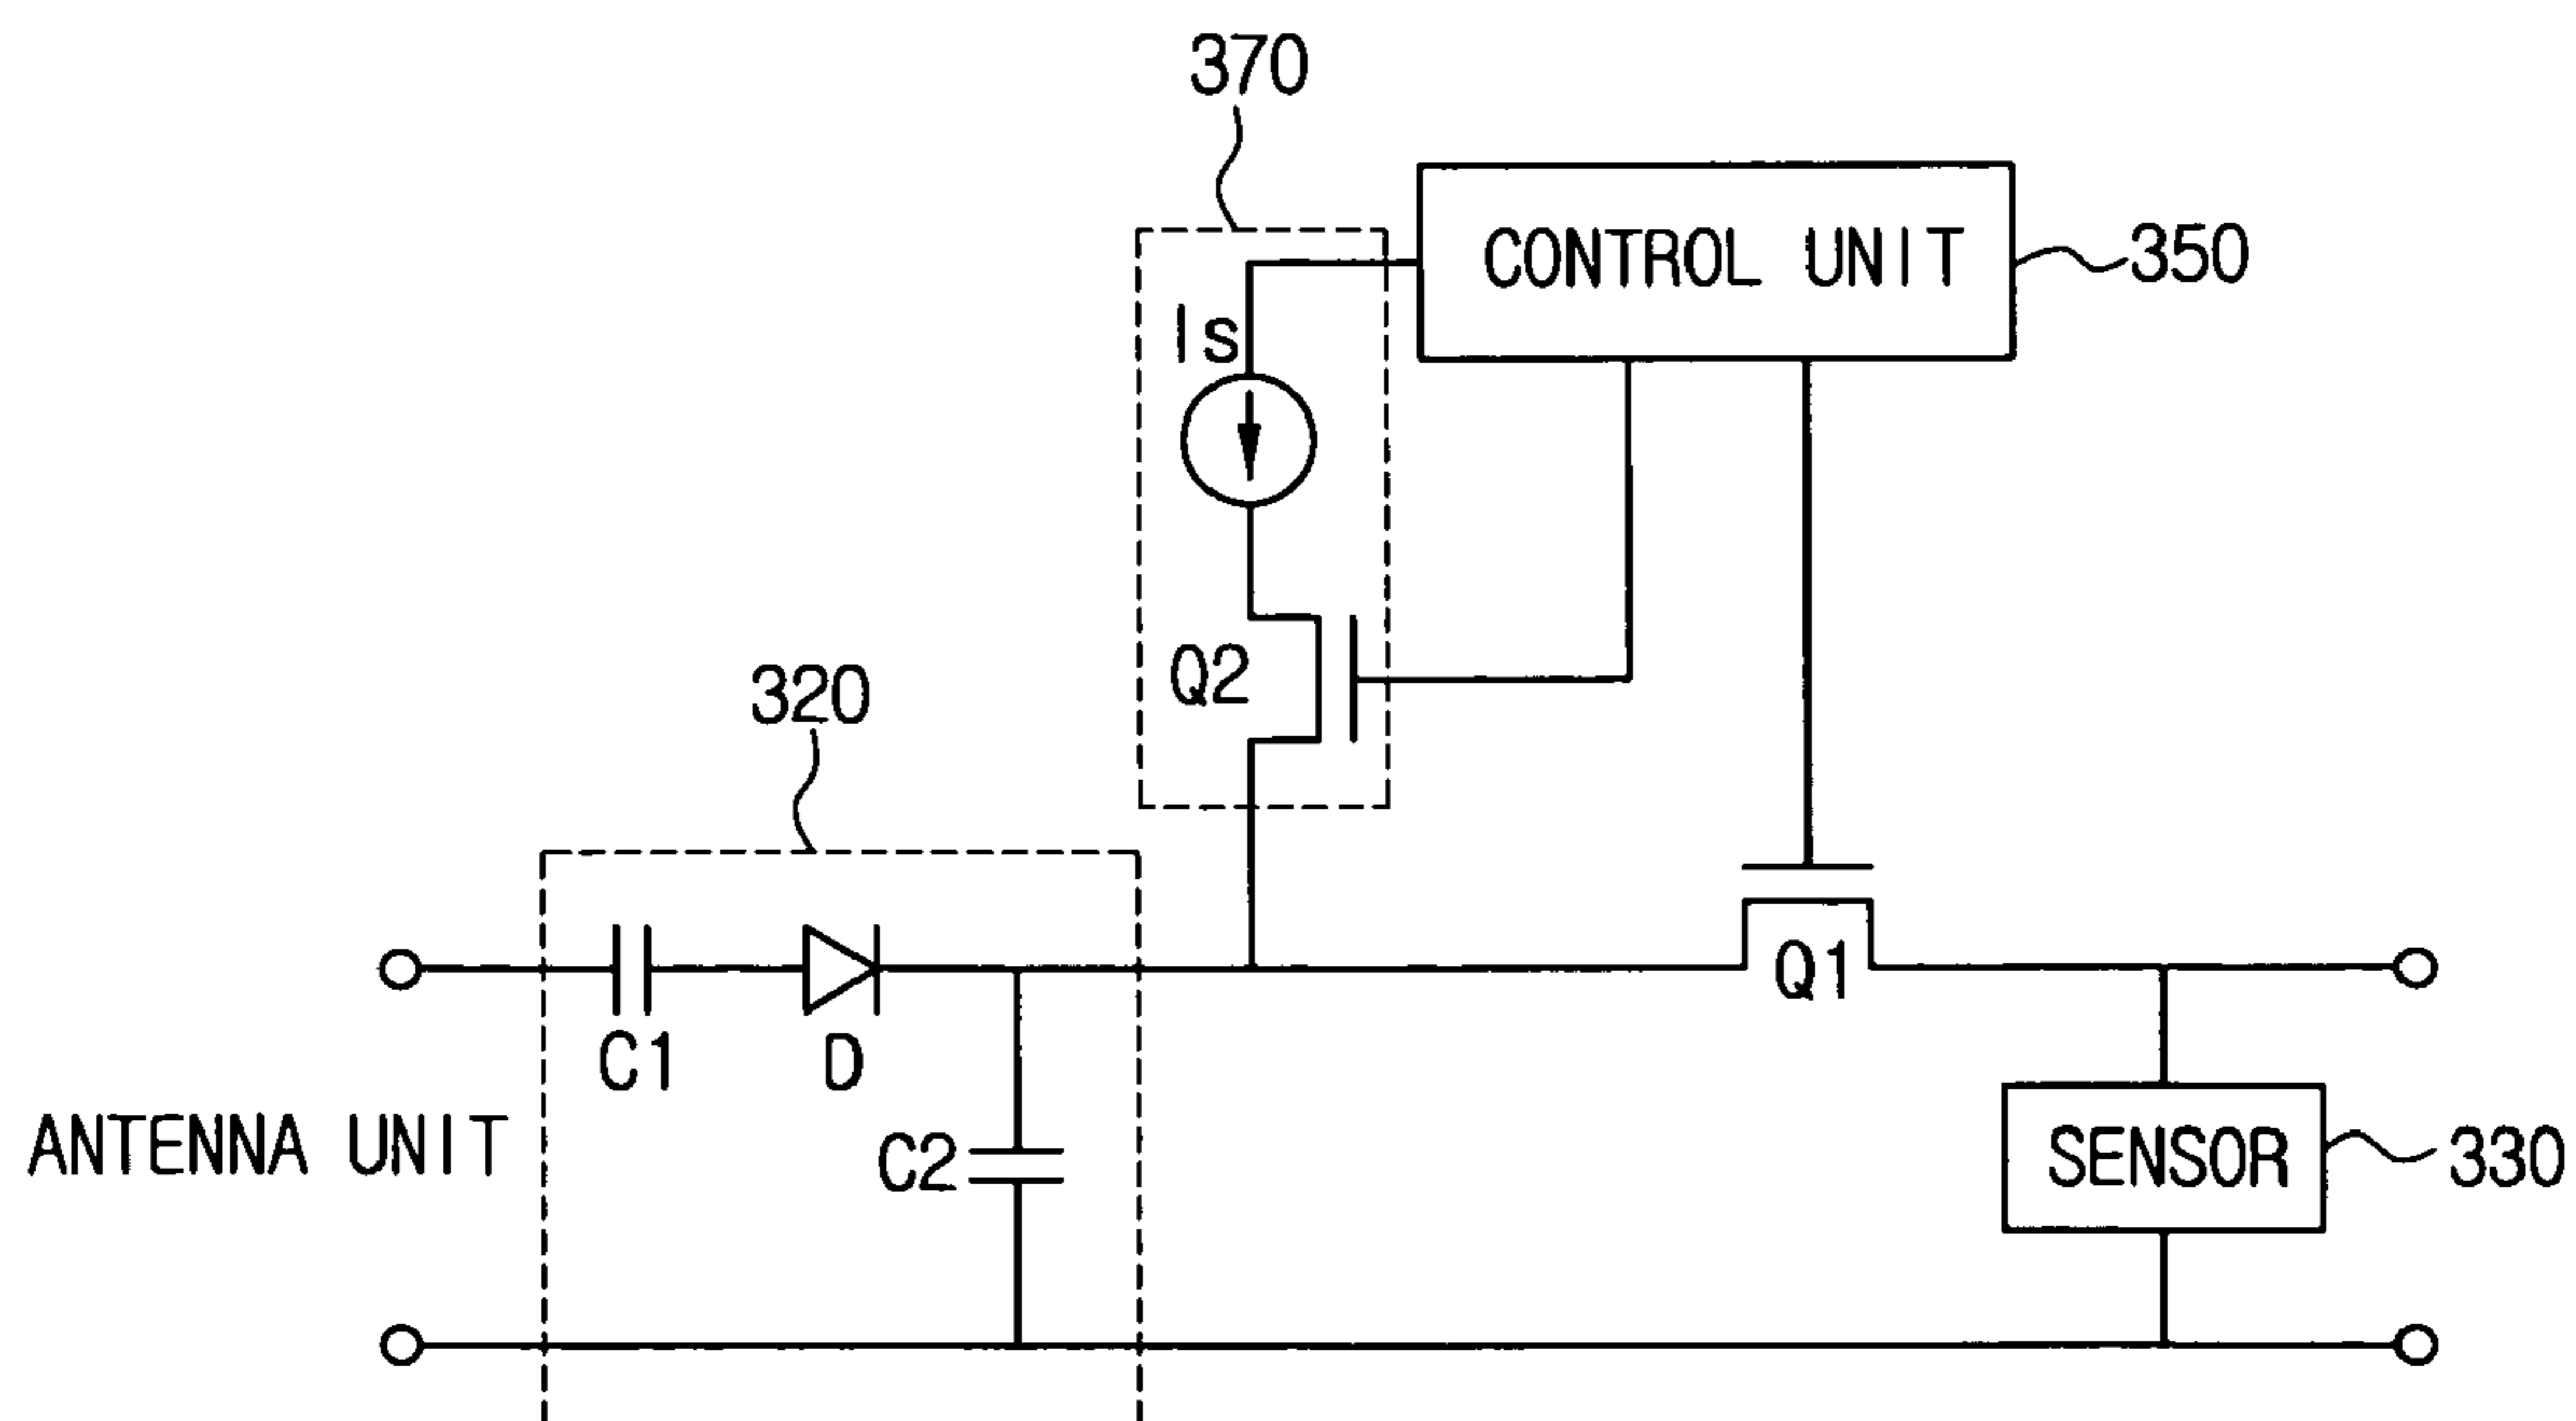 370
CONTROL UNIT
350
Is
Q2
320
Q1
C1
D
ANTENNA UNIT
C2
SENSOR
330